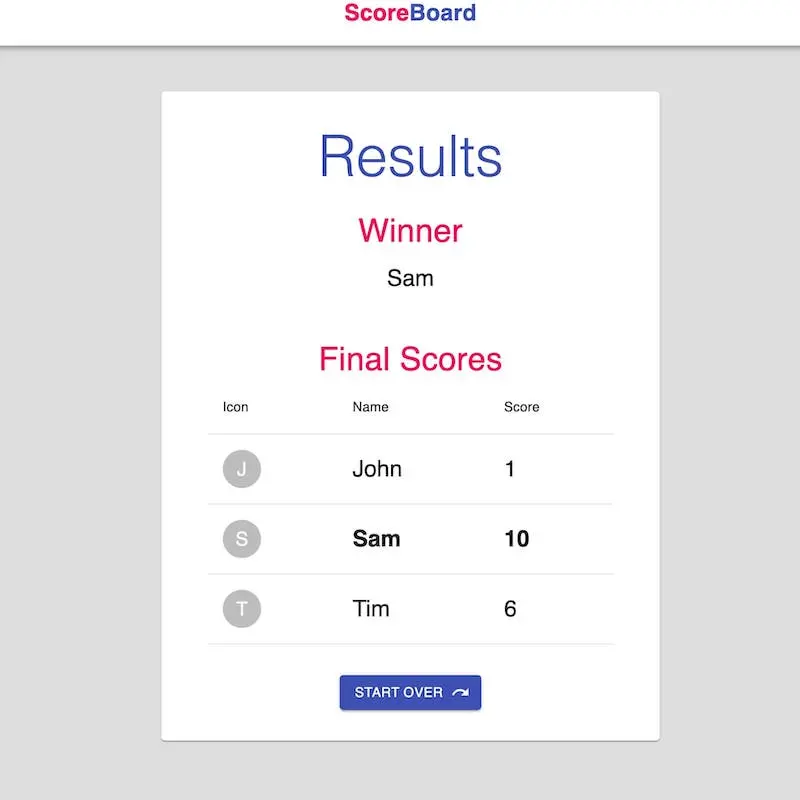 ScoreBoard
Results
Winner
Sam
Final Scores
Icon Name Score
J John 1
S Sam 10
T Tim 6
START OVER